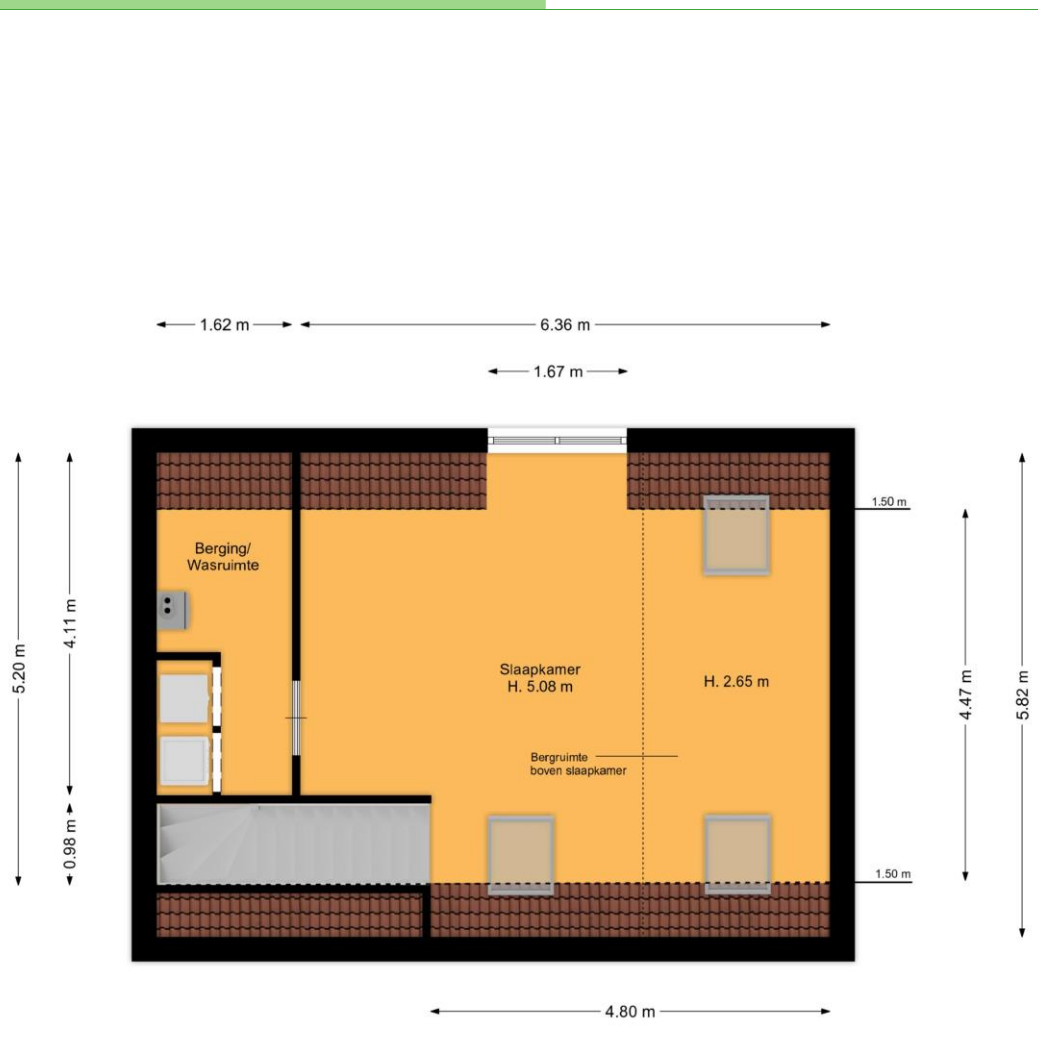 1.62 m
6.36 m
1.67 m
1.50 m
Berging/
Wasruimte
4.11 m
5.20 m
Slaapkamer
H. 5.08 m
H. 2.65 m
4.47 m
5.82 m
Bergruimte
boven slaapkamer
0.98 m
1.50 m
4.80 m